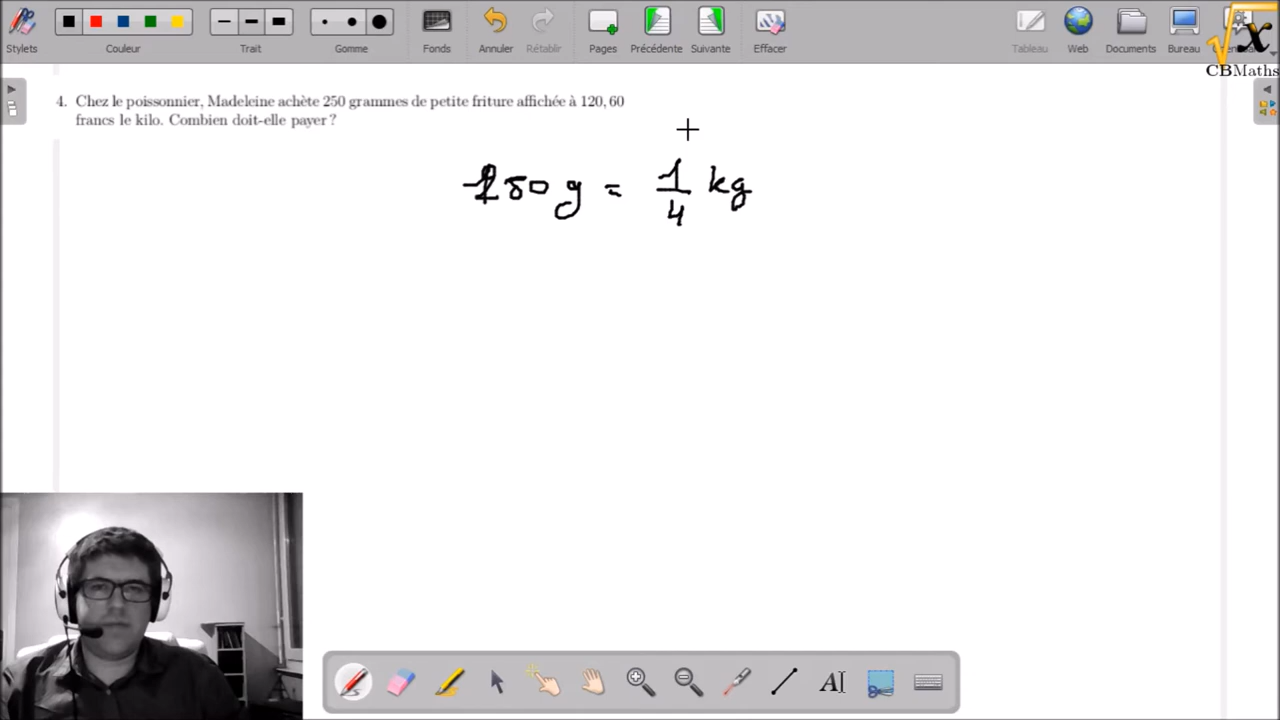 Stylets Couleur Trait Gomme Fonds Annuler Rétablir Pages Précédente Suivante Effacer Tableau Web Documents Bureau
CBMaths
4. Chez le poissonnier, Madeleine achète 250 grammes de petite friture affichée à 120, 60
francs le kilo. Combien doit-elle payer ?
250 g = 1/4 kg